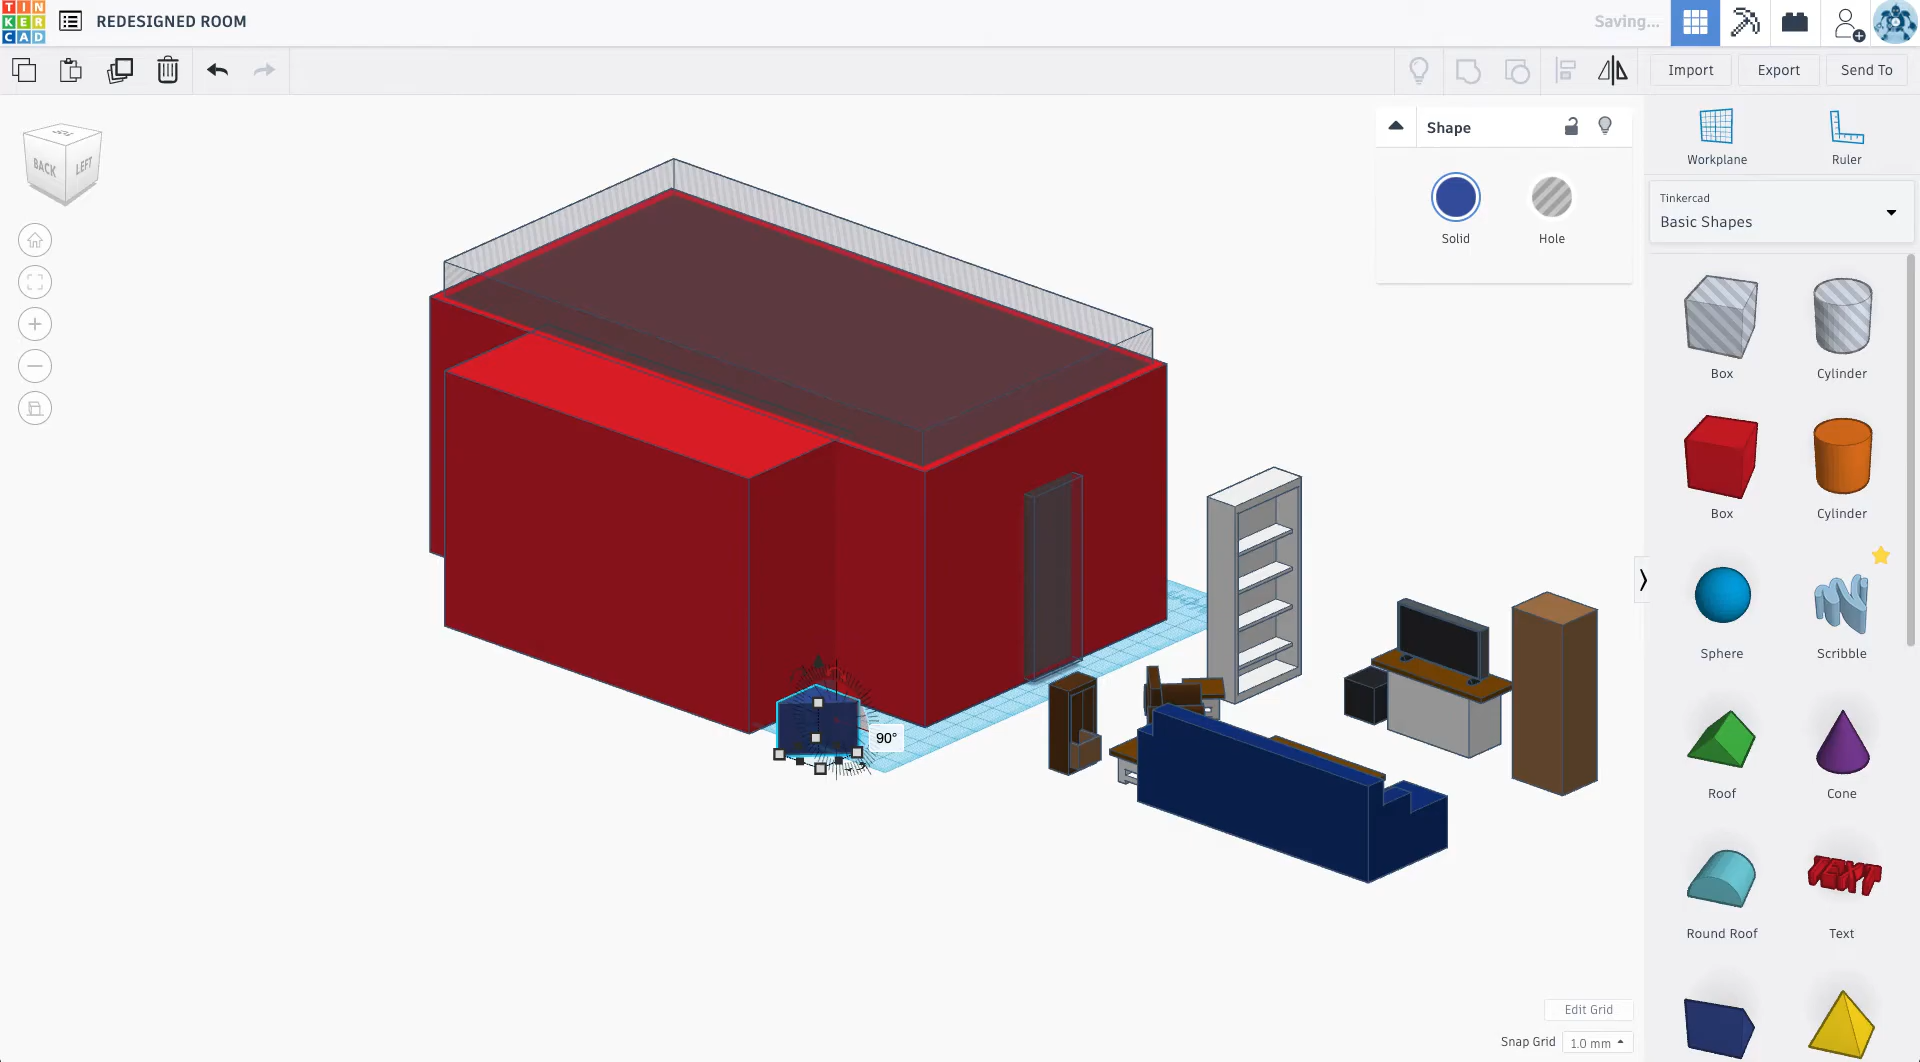 TIN
KER
CAD
REDESIGNED ROOM
Saving...
Import
Export
Send To
TOP
BACK
LEFT
Shape
Solid
Hole
Workplane
Ruler
Tinkercad
Basic Shapes
Box
Cylinder
Box
Cylinder
Sphere
Scribble
Roof
Cone
TEXT
Round Roof
Text
90°
Edit Grid
Snap Grid
1.0 mm